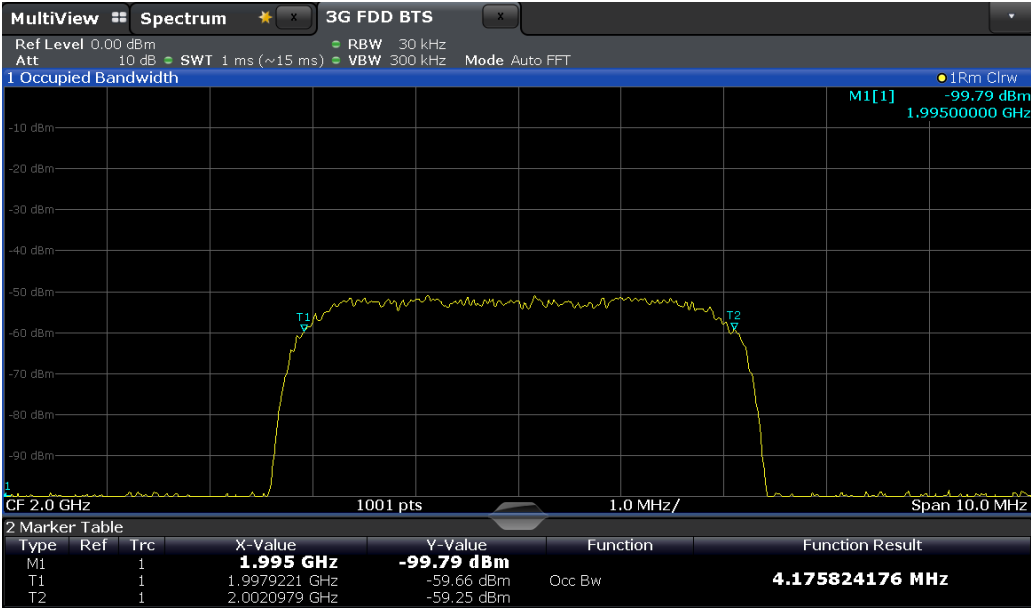 MultiView Spectrum x 3G FDD BTS x
Ref Level 0.00 dBm RBW 30 kHz
Att 10 dB SWT 1 ms (~15 ms) VBW 300 kHz Mode Auto FFT
1 Occupied Bandwidth 1Rm Clrw
M1[1] -99.79 dBm
1.99500000 GHz
-10 dBm
-20 dBm
-30 dBm
-40 dBm
-50 dBm
T1 T2
-60 dBm
-70 dBm
-80 dBm
-90 dBm
1
CF 2.0 GHz 1001 pts 1.0 MHz/ Span 10.0 MHz
2 Marker Table
Type Ref Trc X-Value Y-Value Function Function Result
M1 1 1.995 GHz -99.79 dBm
T1 1 1.9979221 GHz -59.66 dBm Occ Bw 4.175824176 MHz
T2 1 2.0020979 GHz -59.25 dBm